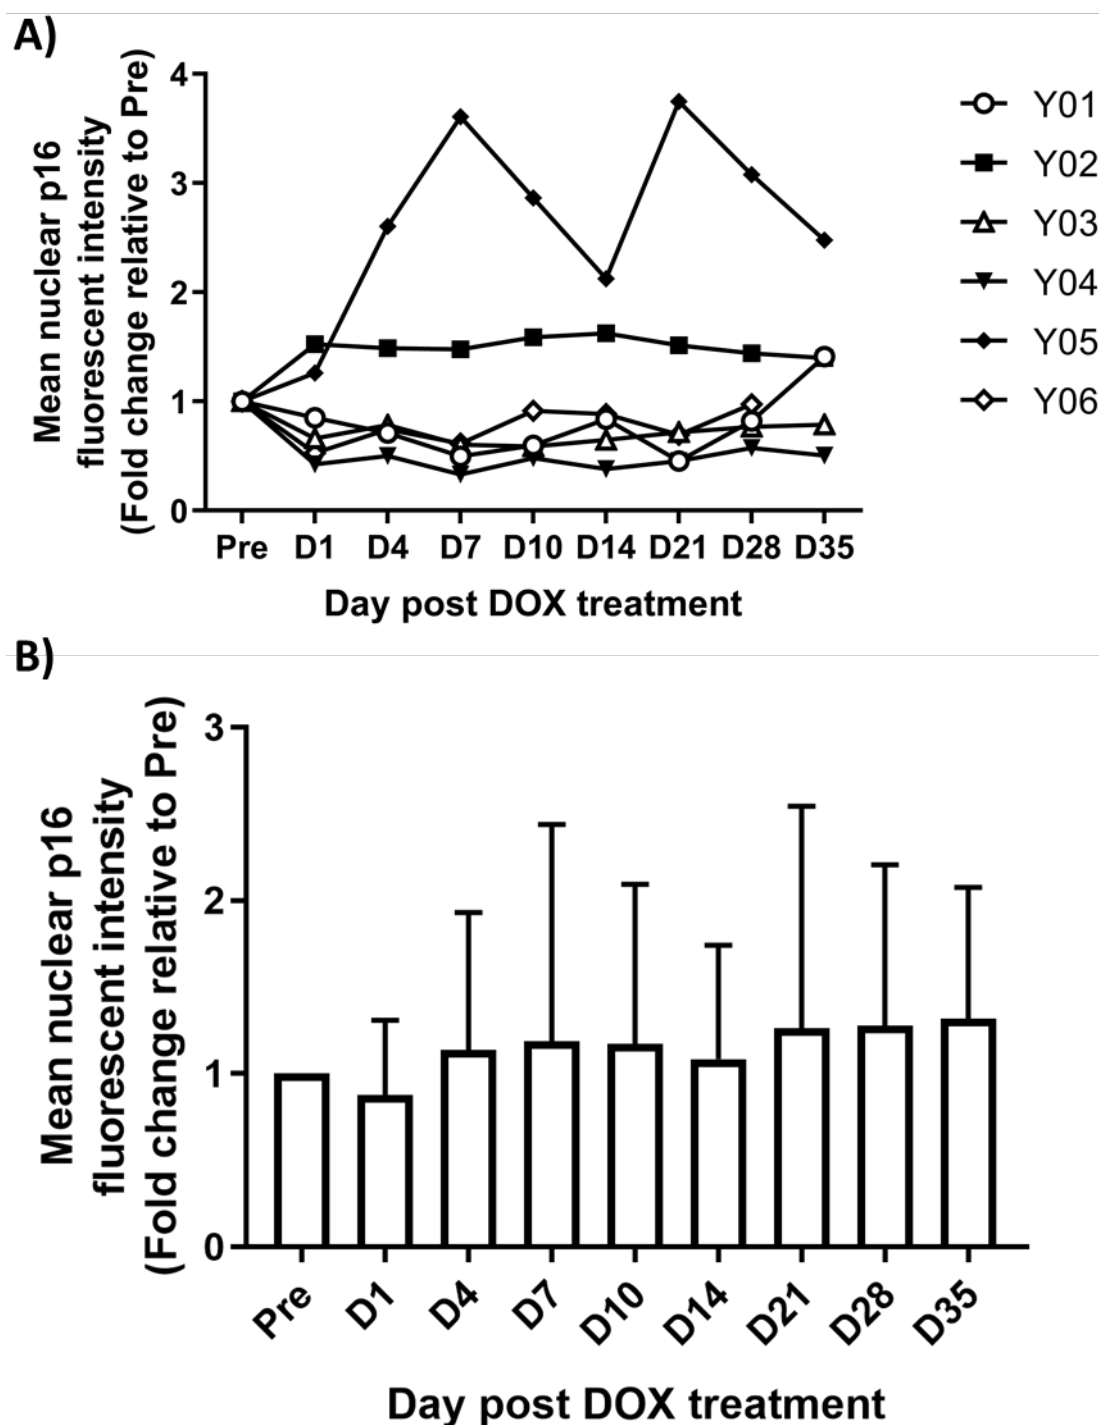 A)
Mean nuclear p16
fluorescent intensity
(Fold change relative to Pre)
4
3
2
1
0
Pre D1 D4 D7 D10 D14 D21 D28 D35
Day post DOX treatment
Y01
Y02
Y03
Y04
Y05
Y06
B)
Mean nuclear p16
fluorescent intensity
(Fold change relative to Pre)
3
2
1
0
Pre D1 D4 D7 D10 D14 D21 D28 D35
Day post DOX treatment